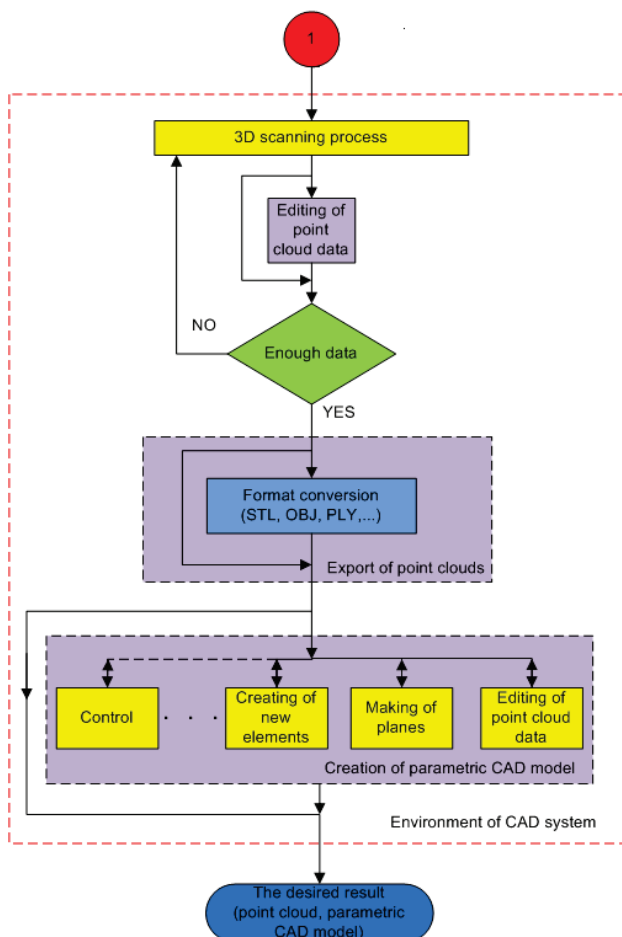 1
3D scanning process
Editing of
point
cloud data
NO
Enough data
YES
Format conversion
(STL, OBJ, PLY,...)
Export of point clouds
Control
. . .
Creating of
new
elements
Making of
planes
Editing of
point cloud
data
Creation of parametric CAD model
Environment of CAD system
The desired result
(point cloud, parametric
CAD model)